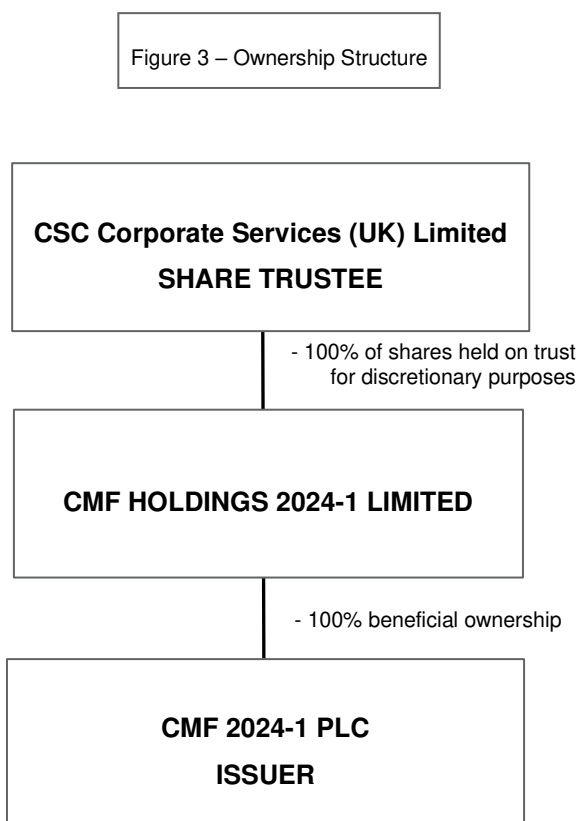 Figure 3 – Ownership Structure
CSC Corporate Services (UK) Limited
SHARE TRUSTEE
- 100% of shares held on trust
for discretionary purposes
CMF HOLDINGS 2024-1 LIMITED
- 100% beneficial ownership
CMF 2024-1 PLC
ISSUER